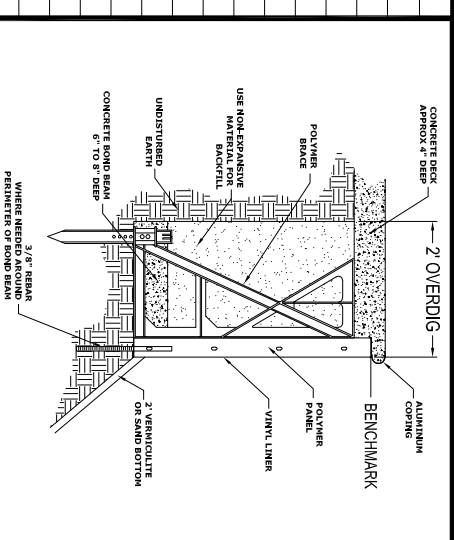 CONCRETE DECK
APPROX 4" DEEP
2' OVERDIG
ALUMINUM
COPING
BENCHMARK
POLYMER
BRACE
USE NON-EXPANSIVE
MATERIAL FOR
BACKFILL
UNDISTURBED
EARTH
CONCRETE BOND BEAM
6" TO 8" DEEP
POLYMER
PANEL
VINYL LINER
2' VERMICULITE
OR SAND BOTTOM
3/8" REBAR
WHERE NEEDED AROUND
PERIMETER OF BOND BEAM